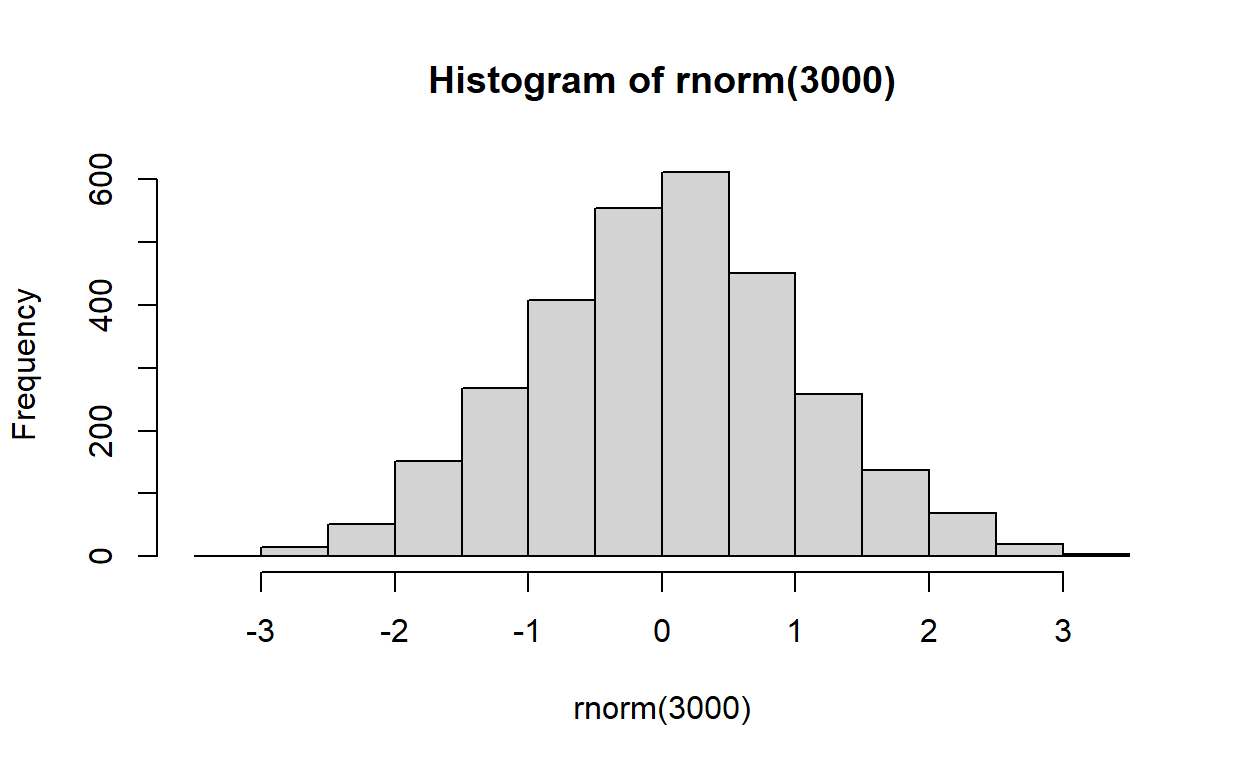 Histogram of rnorm(3000)
Frequency
600
400
200
0
-3 -2 -1 0 1 2 3
rnorm(3000)